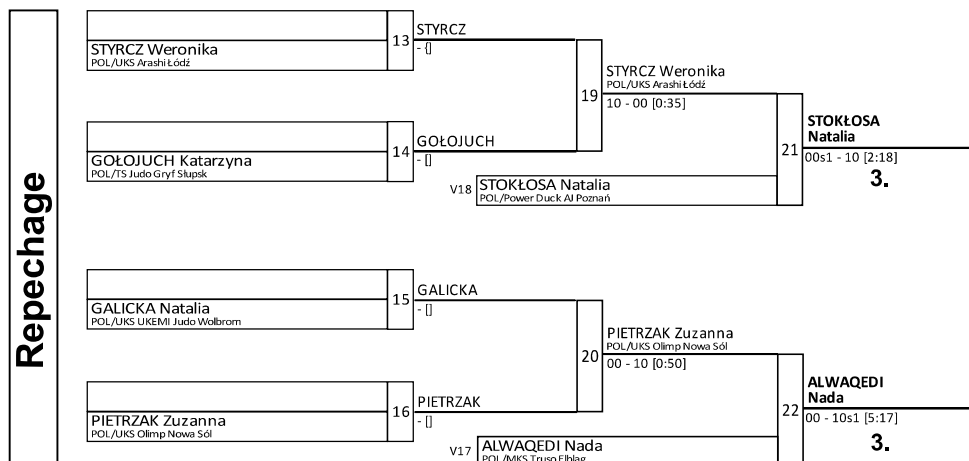 Repechage
13
STYRCZ Weronika
POL/UKS Arashi Łódź
STYRCZ
- {]
14
GOŁOJUCH Katarzyna
POL/TS Judo Gryf Słupsk
GOŁOJUCH
- []
19
STYRCZ Weronika
POL/UKS Arashi Łódź
10 - 00 [0:35]
V18
STOKŁOSA Natalia
POL/Power Duck AJ Poznań
21
STOKŁOSA
Natalia
00s1 - 10 [2:18]
3.
15
GALICKA Natalia
POL/UKS UKEMI Judo Wolbrom
GALICKA
- []
16
PIETRZAK Zuzanna
POL/UKS Olimp Nowa Sól
PIETRZAK
- []
20
PIETRZAK Zuzanna
POL/UKS Olimp Nowa Sól
00 - 10 [0:50]
V17
ALWAQEDI Nada
POL/MKS Truso Elbląg
22
ALWAQEDI
Nada
00 - 10s1 [5:17]
3.